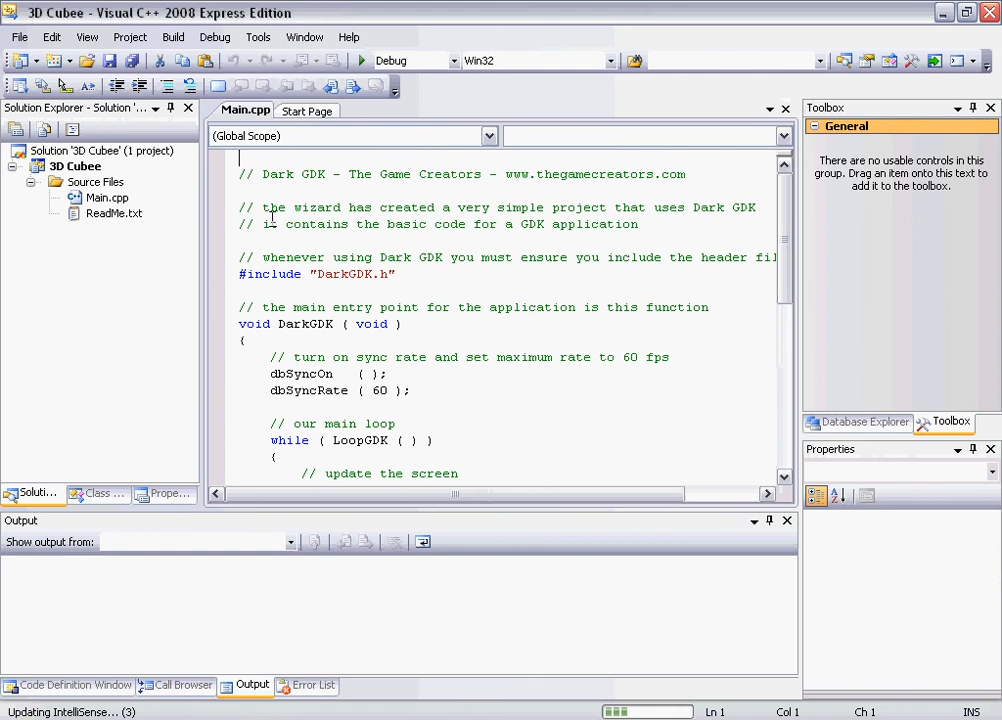 3D Cubee - Visual C++ 2008 Express Edition
File Edit View Project Build Debug Tools Window Help
Debug Win32
Solution Explorer - Solution '...
Main.cpp Start Page
Toolbox
(Global Scope)
General
Solution '3D Cubee' (1 project)
3D Cubee
Source Files
Main.cpp
ReadMe.txt
// Dark GDK - The Game Creators - www.thegamecreators.com
// the wizard has created a very simple project that uses Dark GDK
// it contains the basic code for a GDK application
// whenever using Dark GDK you must ensure you include the header fil
#include "DarkGDK.h"
// the main entry point for the application is this function
void DarkGDK ( void )
{
// turn on sync rate and set maximum rate to 60 fps
dbSyncOn ( );
dbSyncRate ( 60 );
// our main loop
while ( LoopGDK ( ) )
{
// update the screen
There are no usable controls in this
group. Drag an item onto this text to
add it to the toolbox.
Database Explorer Toolbox
Properties
Soluti... Class ... Prope...
Output
Show output from:
Code Definition Window Call Browser Output Error List
Updating IntelliSense... (3) Ln 1 Col 1 Ch 1 INS